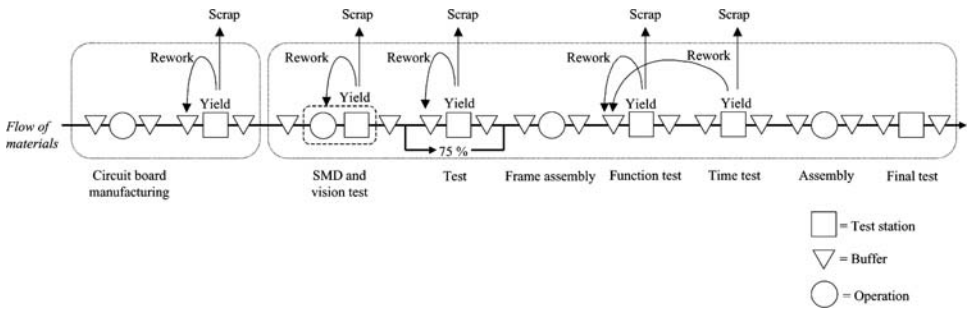 Scrap Scrap Scrap Scrap Scrap
Rework Rework Rework Rework Rework
Yield Yield Yield Yield Yield
Flow of
materials
75 %
Circuit board
manufacturing
SMD and
vision test
Test
Frame assembly
Function test
Time test
Assembly
Final test
= Test station
= Buffer
= Operation